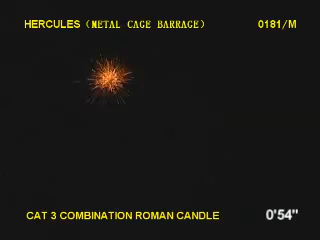 HERCULES (METAL CAGE BARRAGE) 0181/M
CAT 3 COMBINATION ROMAN CANDLE 0'54"